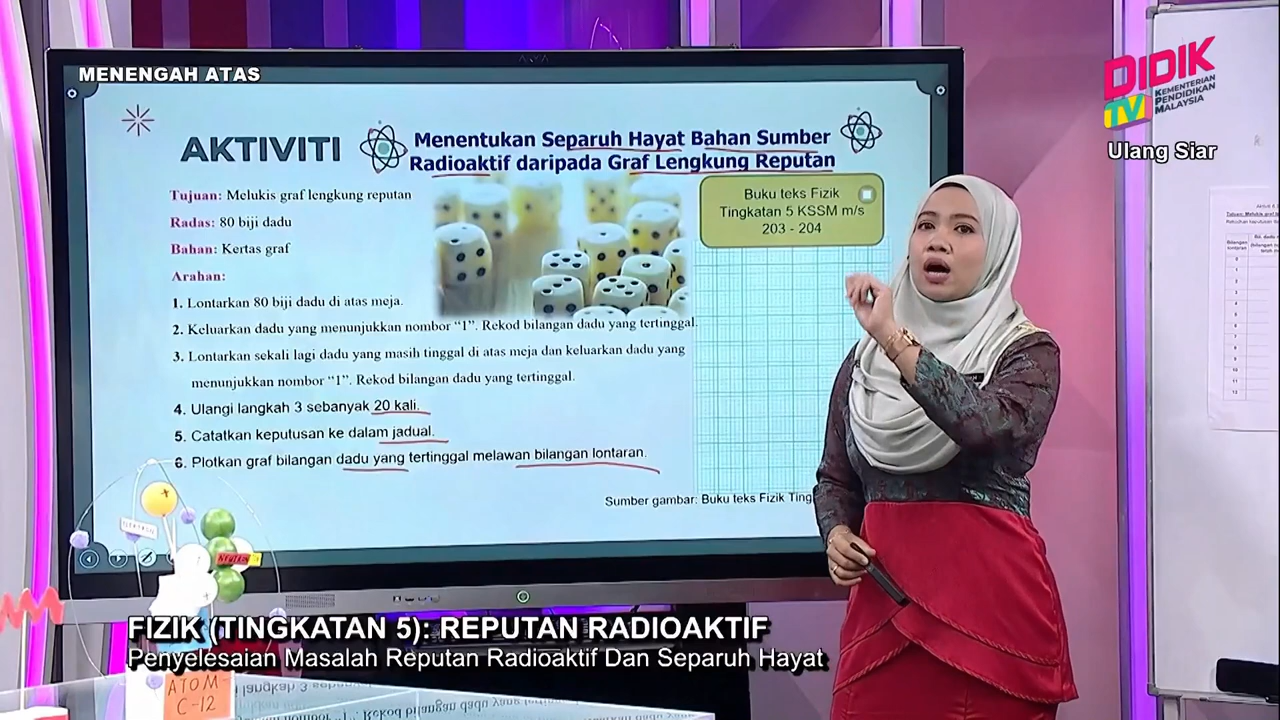 MENENGAH ATAS
DIDIK
TV
KEMENTERIAN
PENDIDIKAN
MALAYSIA
Ulang Siar
AKTIVITI
Menentukan Separuh Hayat Bahan Sumber
Radioaktif daripada Graf Lengkung Reputan
Tujuan: Melukis graf lengkung reputan
Radas: 80 biji dadu
Bahan: Kertas graf
Arahan:
1. Lontarkan 80 biji dadu di atas meja.
2. Keluarkan dadu yang menunjukkan nombor “1”. Rekod bilangan dadu yang tertinggal.
3. Lontarkan sekali lagi dadu yang masih tinggal di atas meja dan keluarkan dadu yang
menunjukkan nombor “1”. Rekod bilangan dadu yang tertinggal.
4. Ulangi langkah 3 sebanyak 20 kali.
5. Catatkan keputusan ke dalam jadual.
6. Plotkan graf bilangan dadu yang tertinggal melawan bilangan lontaran.
Buku teks Fizik
Tingkatan 5 KSSM m/s
203 - 204
Sumber gambar: Buku teks Fizik Ting
NEUTRON
FIZIK (TINGKATAN 5): REPUTAN RADIOAKTIF
Penyelesaian Masalah Reputan Radioaktif Dan Separuh Hayat
ATOM-
C-12